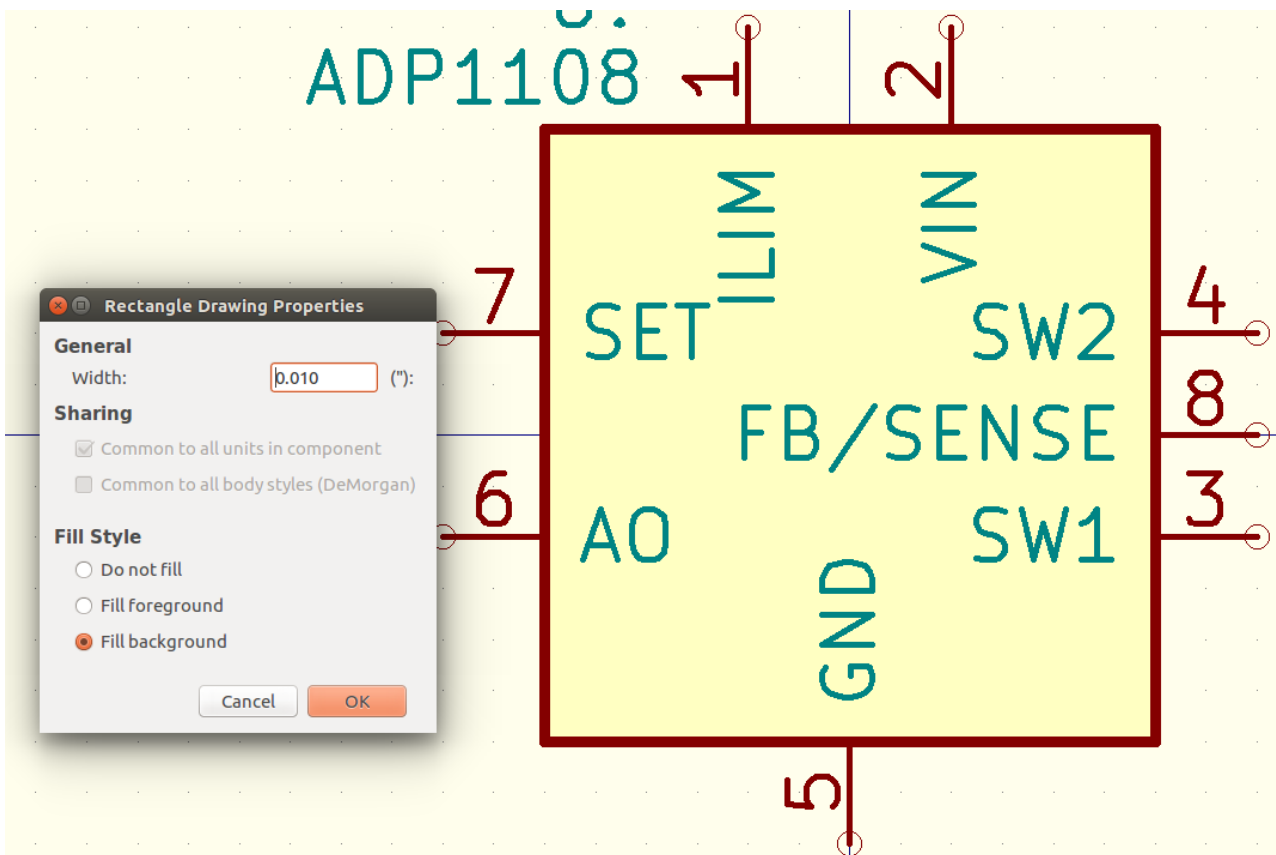 ADP1108
1
2
ILIM
VIN
7
SET
SW2
4
FB/SENSE
8
6
AO
SW1
3
GND
5
Rectangle Drawing Properties
General
Width: 0.010 ("):
Sharing
Common to all units in component
Common to all body styles (DeMorgan)
Fill Style
Do not fill
Fill foreground
Fill background
Cancel OK